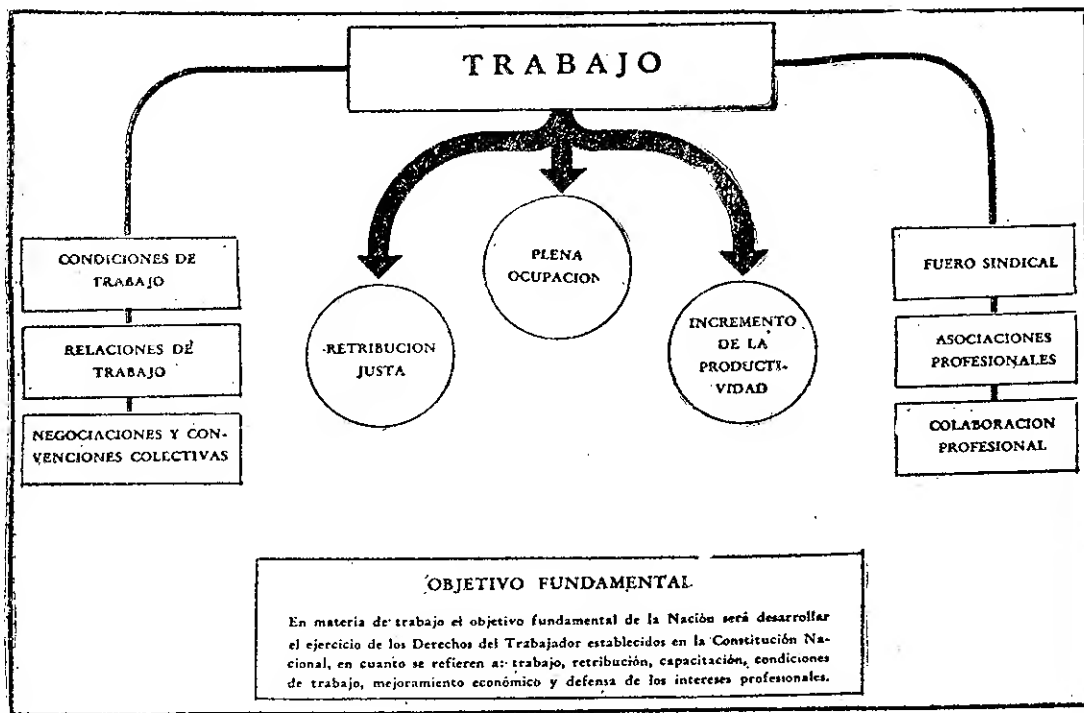 TRABAJO
CONDICIONES DE
TRABAJO
RELACIONES DE
TRABAJO
NEGOCIACIONES Y CON-
VENCIONES COLECTIVAS
RETRIBUCION
JUSTA
PLENA
OCUPACION
INCREMENTO
DE LA
PRODUCTI-
VIDAD
FUERO SINDICAL
ASOCIACIONES
PROFESIONALES
COLABORACION
PROFESIONAL
OBJETIVO FUNDAMENTAL
En materia de trabajo el objetivo fundamental de la Nación será desarrollar
el ejercicio de los Derechos del Trabajador establecidos en la Constitución Na-
cional, en cuanto se refieren a: trabajo, retribución, capacitación, condiciones
de trabajo, mejoramiento económico y defensa de los intereses profesionales.